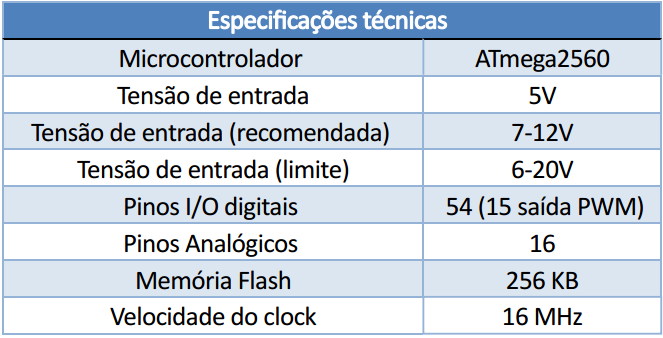 Especificações técnicas
Microcontrolador ATmega2560
Tensão de entrada 5V
Tensão de entrada (recomendada) 7-12V
Tensão de entrada (limite) 6-20V
Pinos I/O digitais 54 (15 saída PWM)
Pinos Analógicos 16
Memória Flash 256 KB
Velocidade do clock 16 MHz